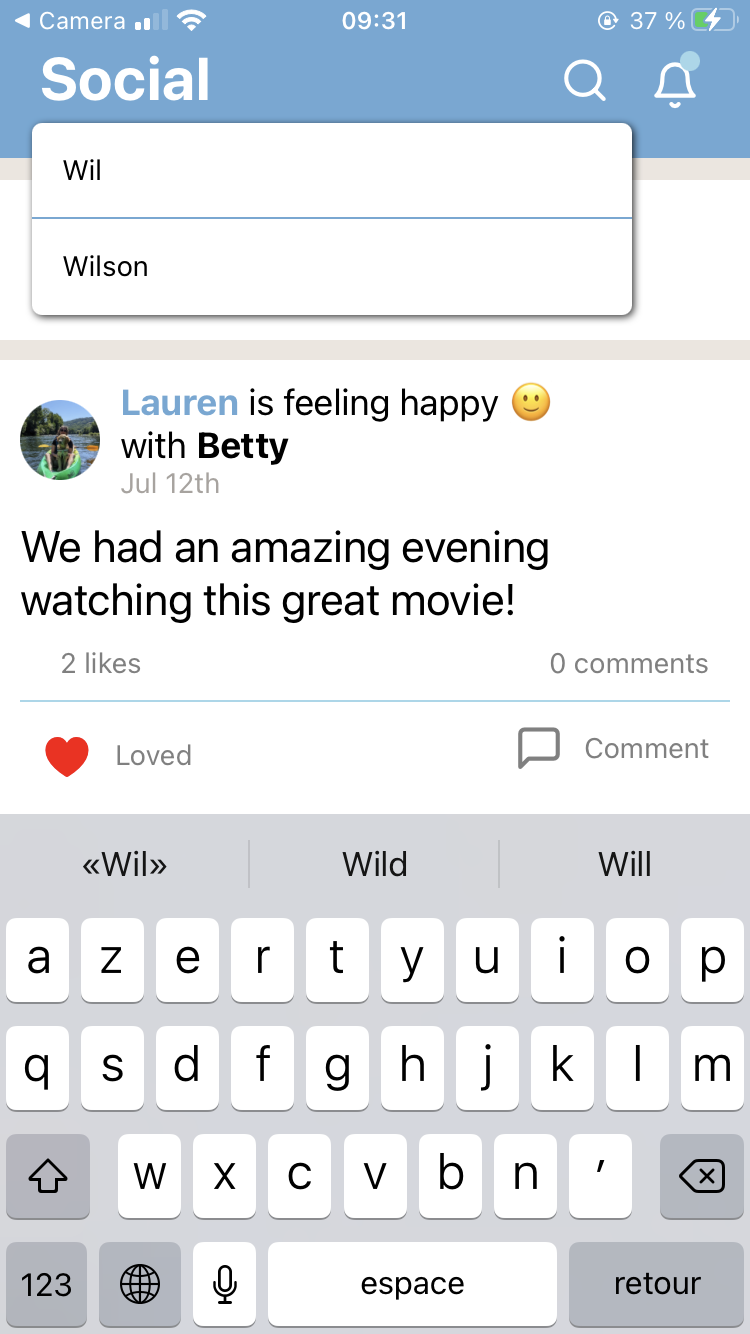 Camera 09:31 37 %
Social
Wil
Wilson
Lauren is feeling happy 🙂
with Betty
Jul 12th
We had an amazing evening
watching this great movie!
2 likes 0 comments
Loved Comment
«Wil» Wild Will
a z e r t y u i o p
q s d f g h j k l m
w x c v b n ′
123 espace retour